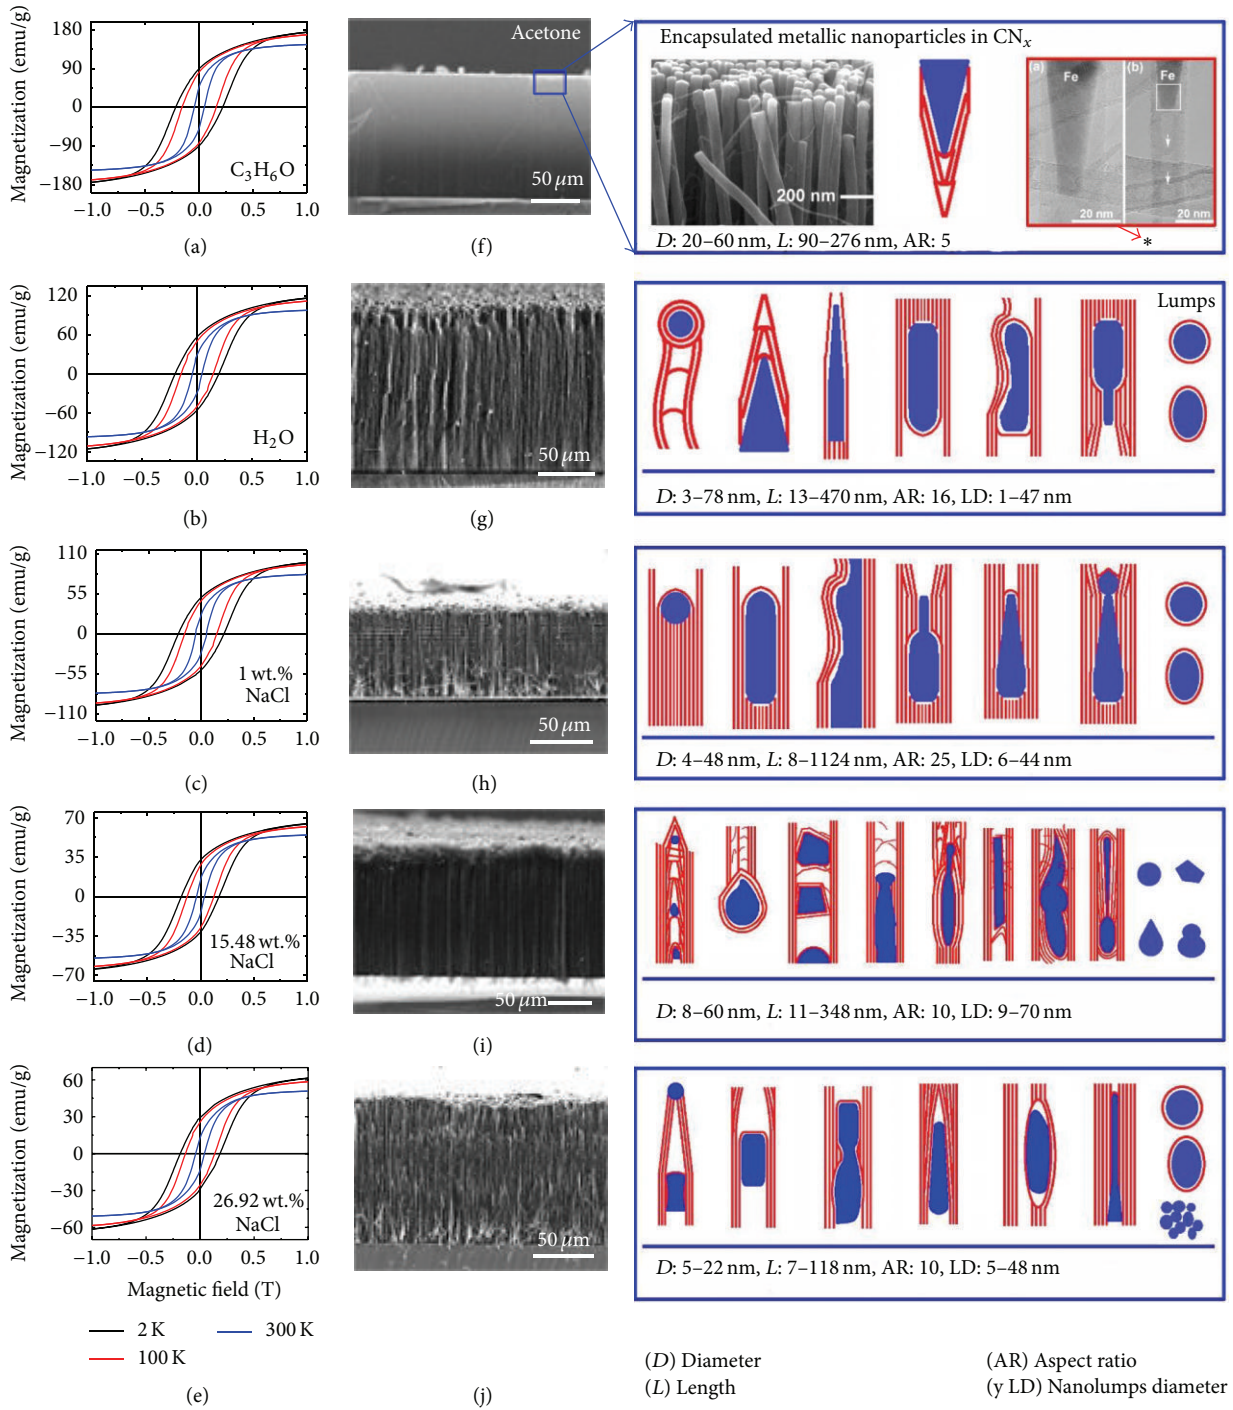 Magnetization (emu/g)
180
90
0
−90
−180
C3H6O
−1.0 −0.5 0.0 0.5 1.0
(a)
Acetone
50 μm
(f)
Encapsulated metallic nanoparticles in CNx
200 nm
(a) (b)
Fe Fe
20 nm 20 nm
D: 20–60 nm, L: 90–276 nm, AR: 5
*
Magnetization (emu/g)
120
60
0
−60
−120
H2O
−1.0 −0.5 0.0 0.5 1.0
(b)
50 μm
(g)
Lumps
D: 3–78 nm, L: 13–470 nm, AR: 16, LD: 1–47 nm
Magnetization (emu/g)
110
55
0
−55
−110
1 wt.%
NaCl
−1.0 −0.5 0.0 0.5 1.0
(c)
50 μm
(h)
D: 4–48 nm, L: 8–1124 nm, AR: 25, LD: 6–44 nm
Magnetization (emu/g)
70
35
0
−35
−70
15.48 wt.%
NaCl
−1.0 −0.5 0.0 0.5 1.0
(d)
50 μm
(i)
D: 8–60 nm, L: 11–348 nm, AR: 10, LD: 9–70 nm
Magnetization (emu/g)
60
30
0
−30
−60
26.92 wt.%
NaCl
−1.0 −0.5 0.0 0.5 1.0
Magnetic field (T)
2 K 300 K
100 K
(e)
50 μm
(j)
D: 5–22 nm, L: 7–118 nm, AR: 10, LD: 5–48 nm
(D) Diameter
(L) Length
(AR) Aspect ratio
(y LD) Nanolumps diameter